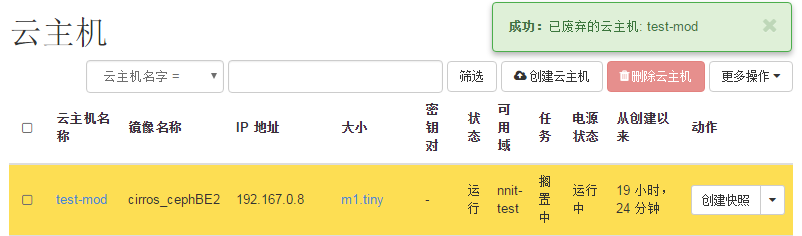 云主机
成功：已废弃的云主机: test-mod
×
云主机名字 =
筛选
创建云主机
删除云主机
更多操作
云主机名称
镜像名称
IP 地址
大小
密钥对
状态
可用域
任务
电源状态
从创建以来
动作
test-mod
cirros_cephBE2
192.167.0.8
m1.tiny
-
运行
nnit-test
搁置中
运行中
19 小时，
24 分钟
创建快照